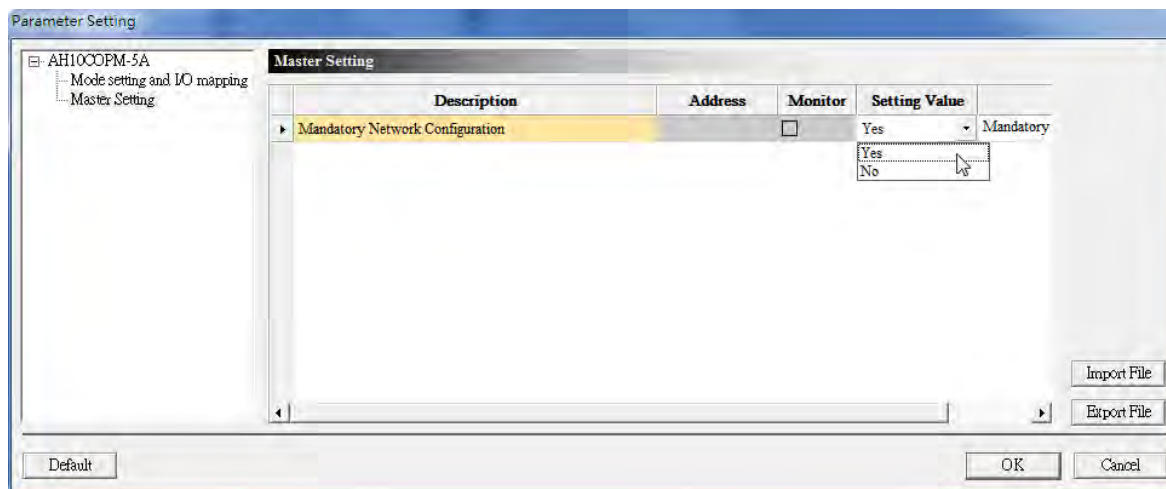 Parameter Setting
AH10COPM-5A
Mode setting and I/O mapping
Master Setting
Master Setting
Description Address Monitor Setting Value
Mandatory Network Configuration Yes Mandatory
Yes
No
Import File
Export File
Default OK Cancel